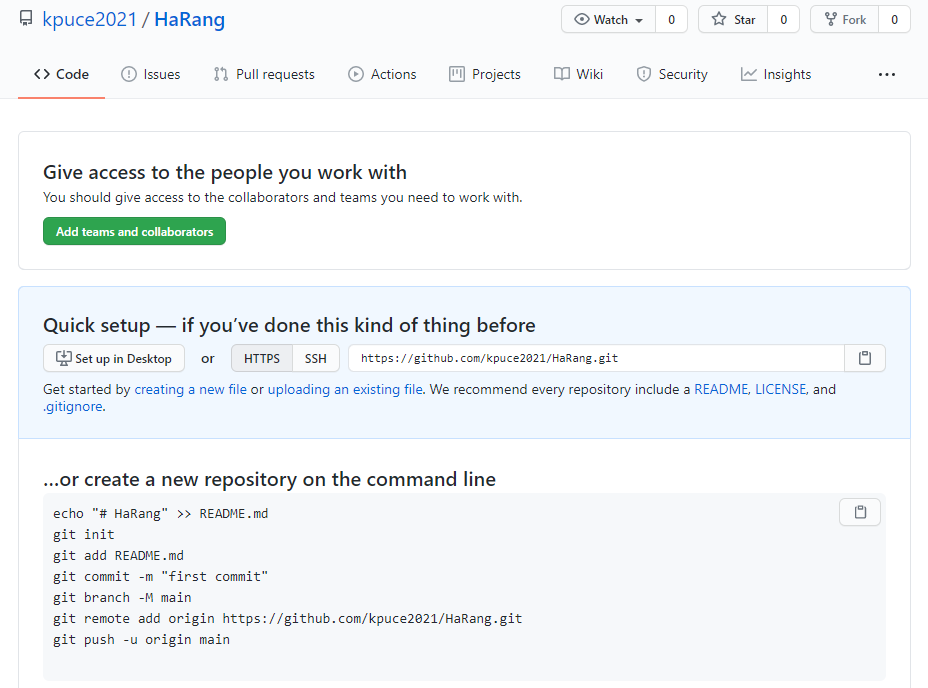 kpuce2021 / HaRang
Watch 0 Star 0 Fork 0
Code Issues Pull requests Actions Projects Wiki Security Insights
Give access to the people you work with
You should give access to the collaborators and teams you need to work with.
Add teams and collaborators
Quick setup — if you’ve done this kind of thing before
Set up in Desktop or HTTPS SSH https://github.com/kpuce2021/HaRang.git
Get started by creating a new file or uploading an existing file. We recommend every repository include a README, LICENSE, and
.gitignore.
…or create a new repository on the command line
echo "# HaRang" >> README.md
git init
git add README.md
git commit -m "first commit"
git branch -M main
git remote add origin https://github.com/kpuce2021/HaRang.git
git push -u origin main